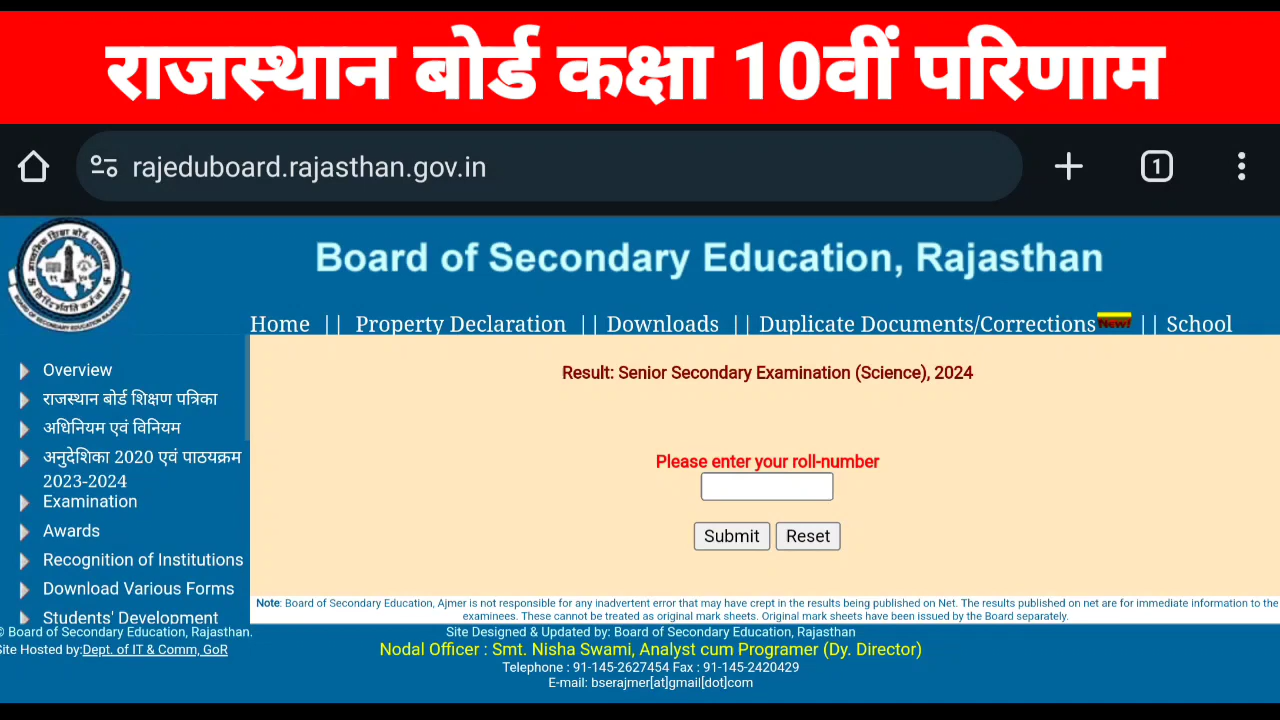 राजस्थान बोर्ड कक्षा 10वीं परिणाम
rajeduboard.rajasthan.gov.in
1
Board of Secondary Education, Rajasthan
Home || Property Declaration || Downloads || Duplicate Documents/Corrections New! || School
Overview
राजस्थान बोर्ड शिक्षण पत्रिका
अधिनियम एवं विनियम
अनुदेशिका 2020 एवं पाठयक्रम
2023-2024
Examination
Awards
Recognition of Institutions
Download Various Forms
Students' Development
Result: Senior Secondary Examination (Science), 2024
Please enter your roll-number
Submit Reset
Note: Board of Secondary Education, Ajmer is not responsible for any inadvertent error that may have crept in the results being published on Net. The results published on net are for immediate information to the
examinees. These cannot be treated as original mark sheets. Original mark sheets have been issued by the Board separately.
© Board of Secondary Education, Rajasthan.
Site Hosted by:Dept. of IT & Comm, GoR
Site Designed & Updated by: Board of Secondary Education, Rajasthan
Nodal Officer : Smt. Nisha Swami, Analyst cum Programer (Dy. Director)
Telephone : 91-145-2627454 Fax : 91-145-2420429
E-mail: bserajmer[at]gmail[dot]com